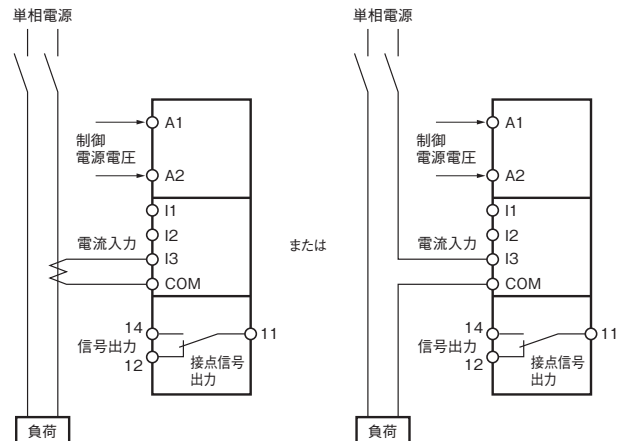 単相電源
A1
制御
電源電圧
A2
I1
I2
電流入力
I3
COM
14
11
信号出力
12
接点信号
出力
負荷
または
単相電源
A1
制御
電源電圧
A2
I1
I2
電流入力
I3
COM
14
11
信号出力
12
接点信号
出力
負荷